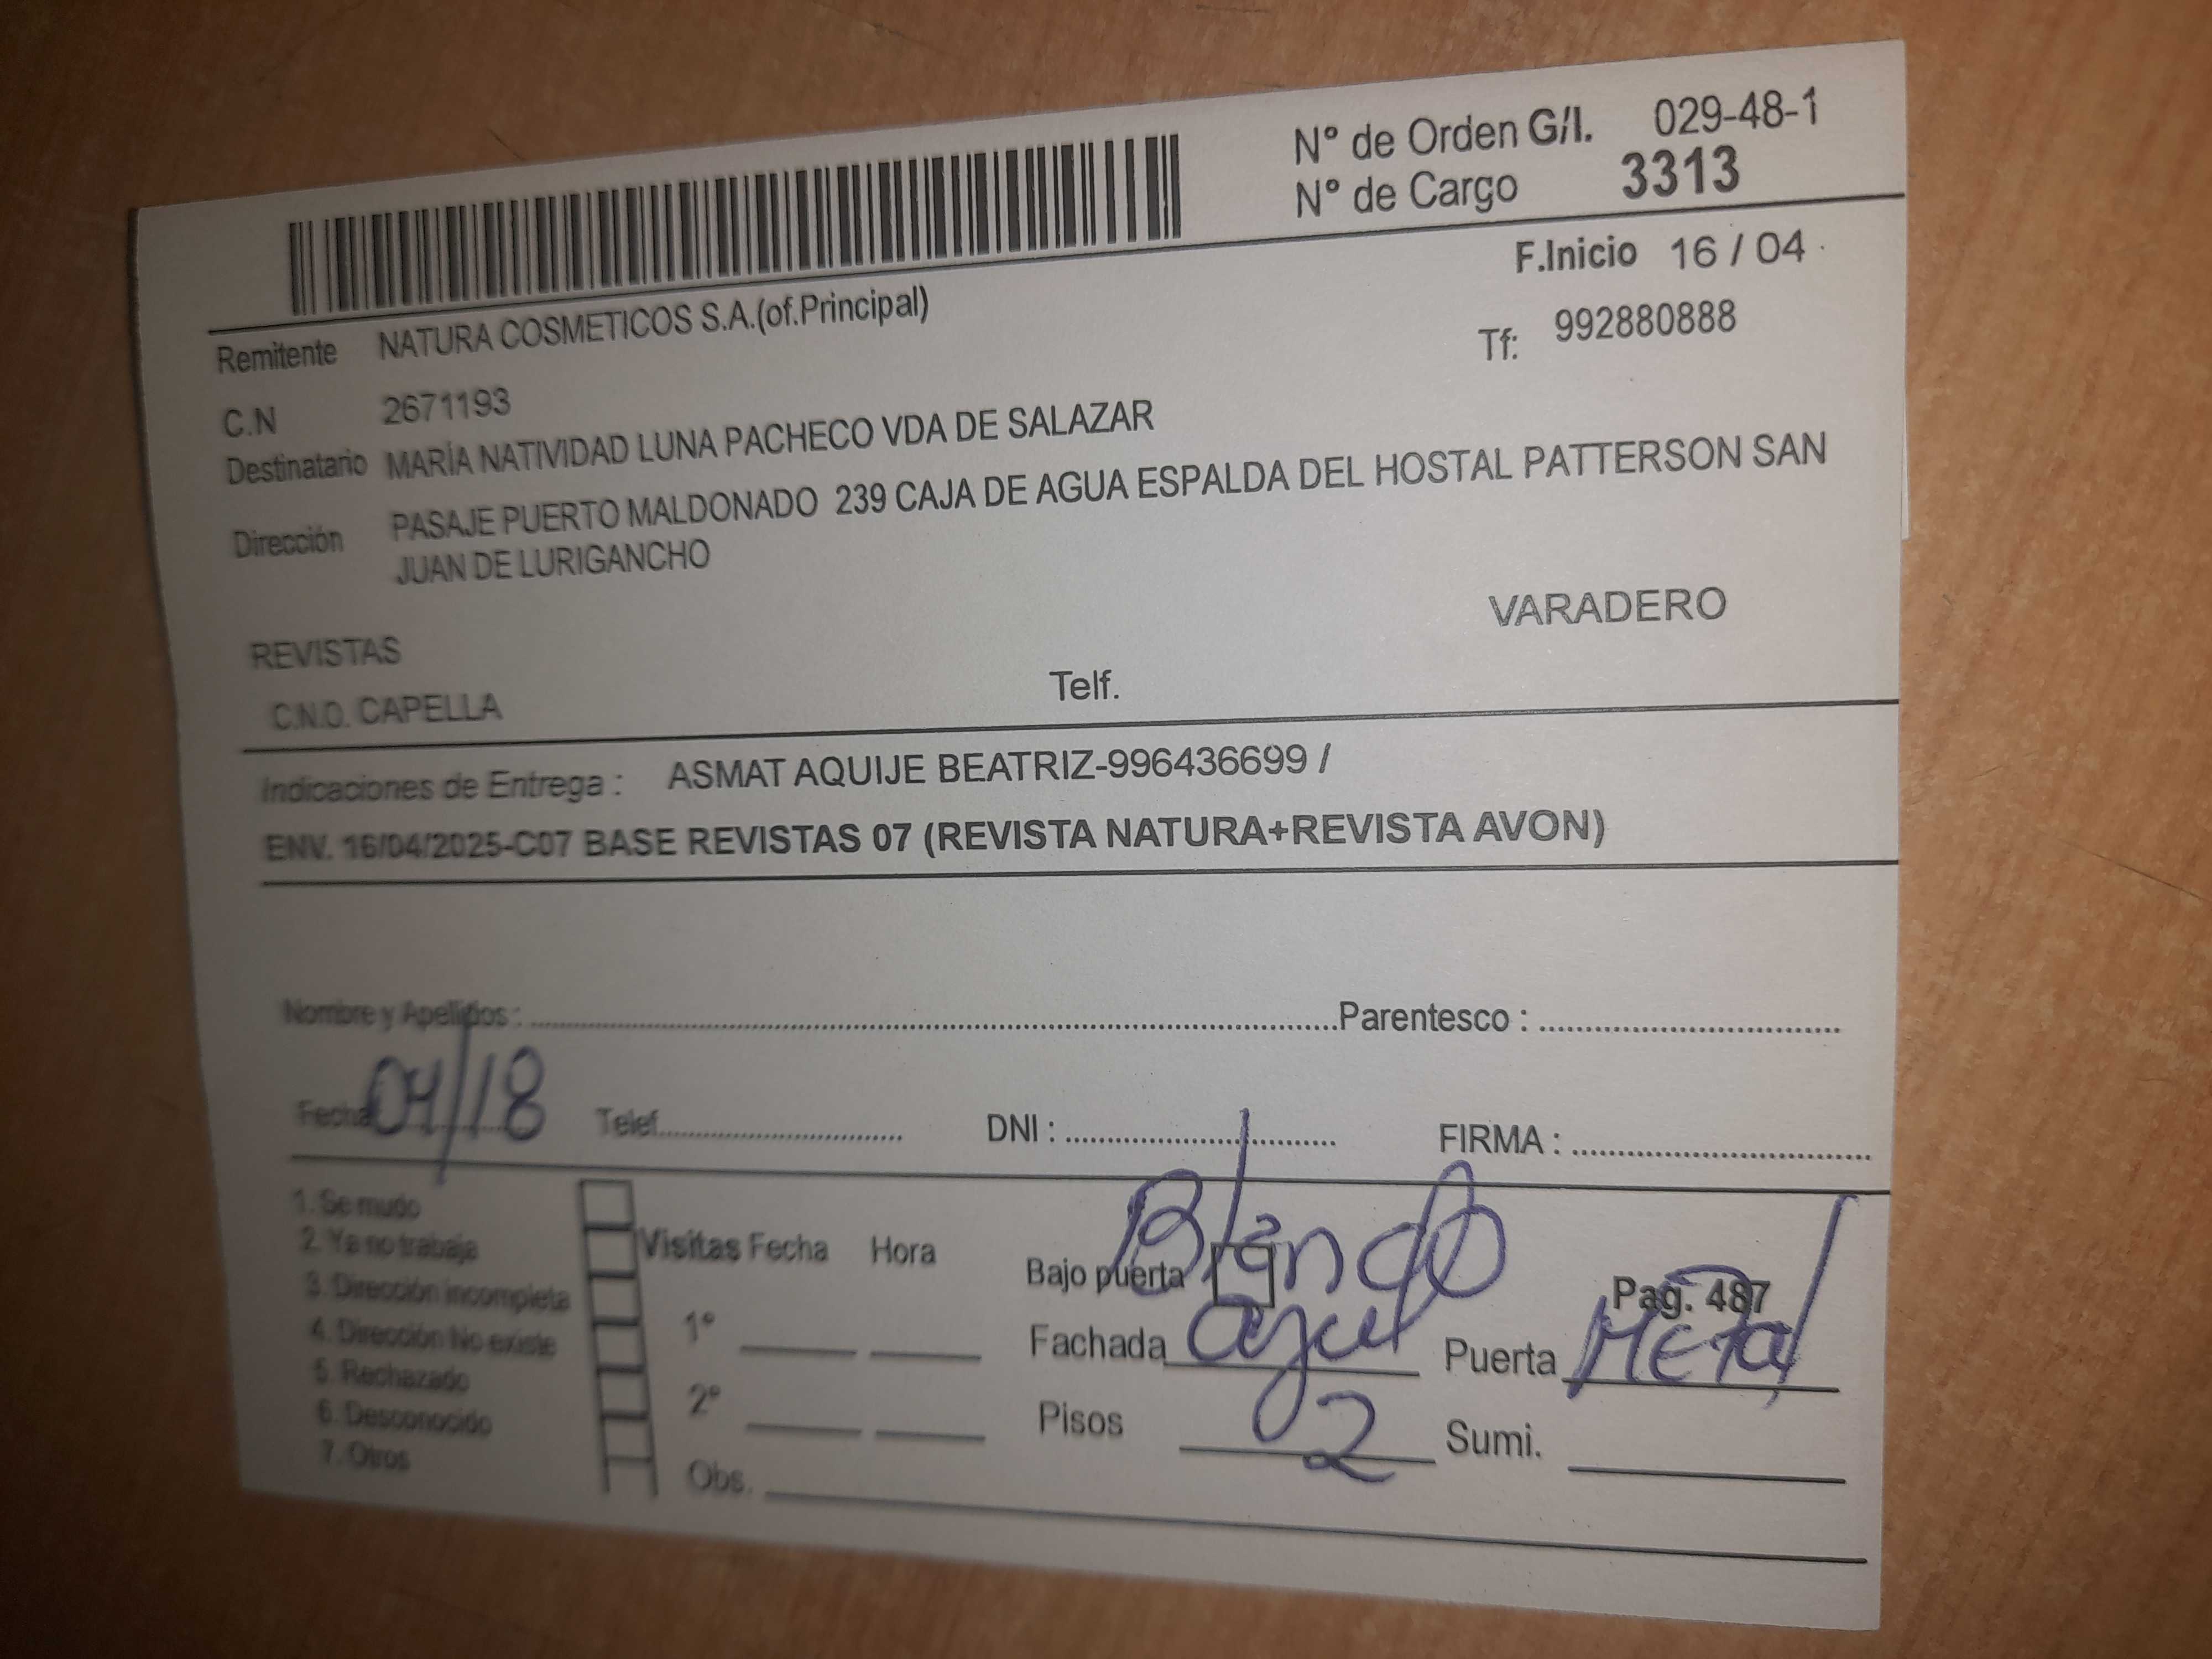 Nº de Orden G/I. 029-48-1
Nº de Cargo 3313
F.Inicio 16 / 04
Remitente NATURA COSMETICOS S.A.(of.Principal)
Tf: 992880888
C.N 2671193
Destinatario MARÍA NATIVIDAD LUNA PACHECO VDA DE SALAZAR
Dirección PASAJE PUERTO MALDONADO 239 CAJA DE AGUA ESPALDA DEL HOSTAL PATTERSON SAN
JUAN DE LURIGANCHO
VARADERO
REVISTAS
C.N.O. CAPELLA Telf.
Indicaciones de Entrega : ASMAT AQUIJE BEATRIZ-996436699 /
ENV. 16/04/2025-C07 BASE REVISTAS 07 (REVISTA NATURA+REVISTA AVON)
Nombre y Apellidos : Parentesco :
Fecha 04/18 Telef. DNI : FIRMA :
1. Se mudo
2. Ya no trabaja
3. Dirección incompleta
4. Dirección No existe
5. Rechazado
6. Desconocido
7. Otros
Visitas Fecha Hora
1º
2º
Obs.
Bajo puerta Blanco
Pag. 487
Fachada azul Puerta Metal
Pisos 2 Sumi.